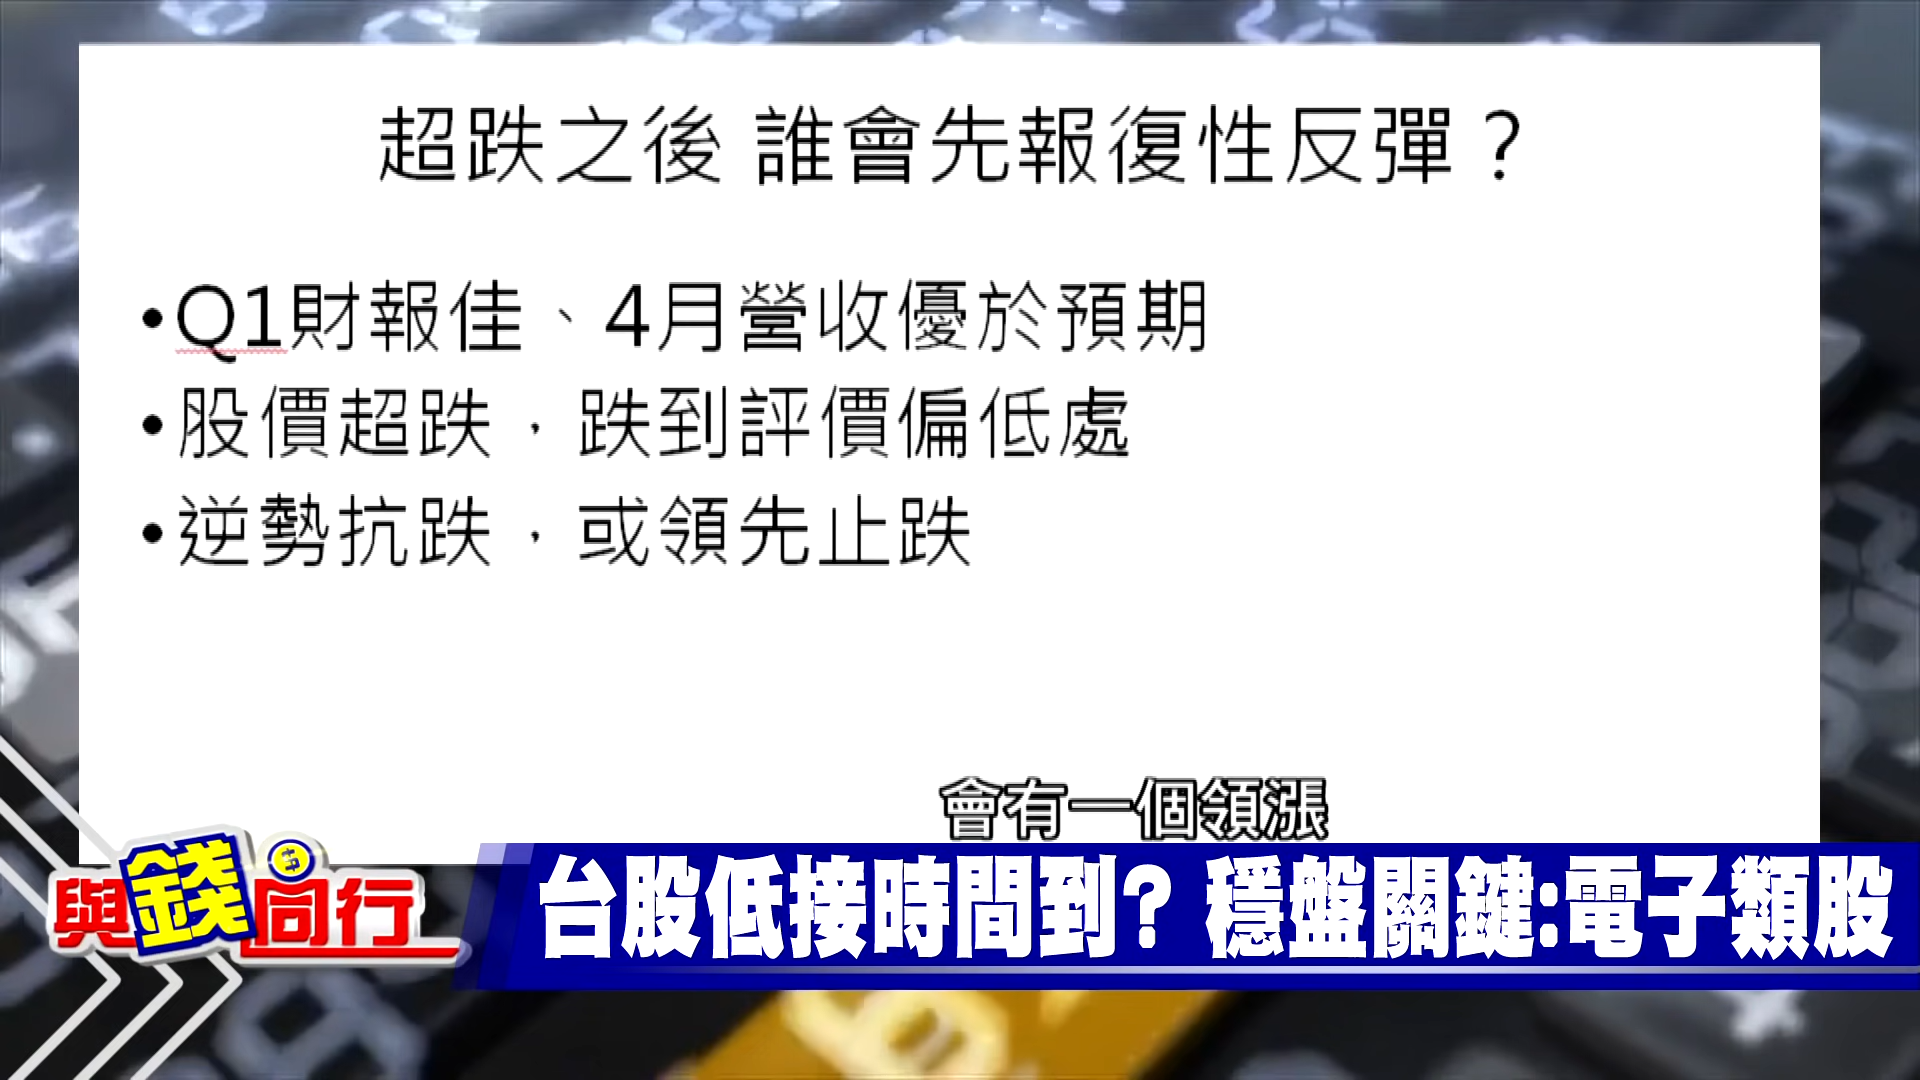 超跌之後 誰會先報復性反彈？
•Q1財報佳、4月營收優於預期
•股價超跌，跌到評價偏低處
•逆勢抗跌，或領先止跌
會有一個領漲
與錢同行
台股低接時間到? 穩盤關鍵:電子類股